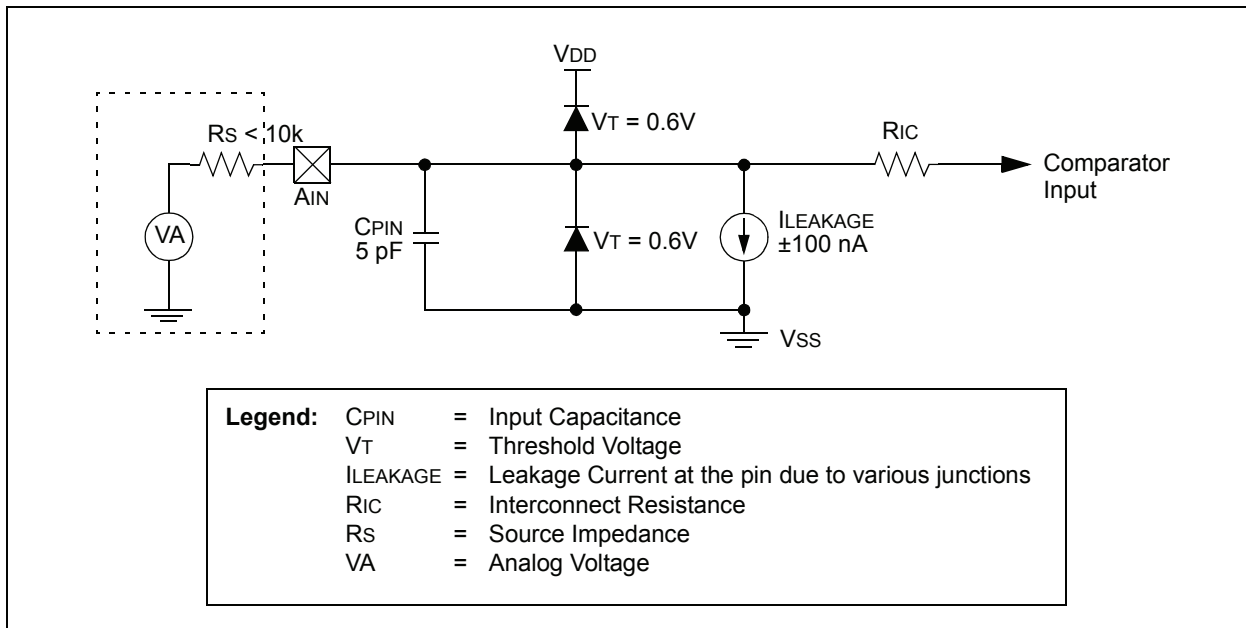 VDD
VT = 0.6V
RS < 10k
RIC
AIN
Comparator
Input
VA
CPIN
5 pF
VT = 0.6V
ILEAKAGE
±100 nA
VSS
Legend: CPIN = Input Capacitance
VT = Threshold Voltage
ILEAKAGE = Leakage Current at the pin due to various junctions
RIC = Interconnect Resistance
RS = Source Impedance
VA = Analog Voltage